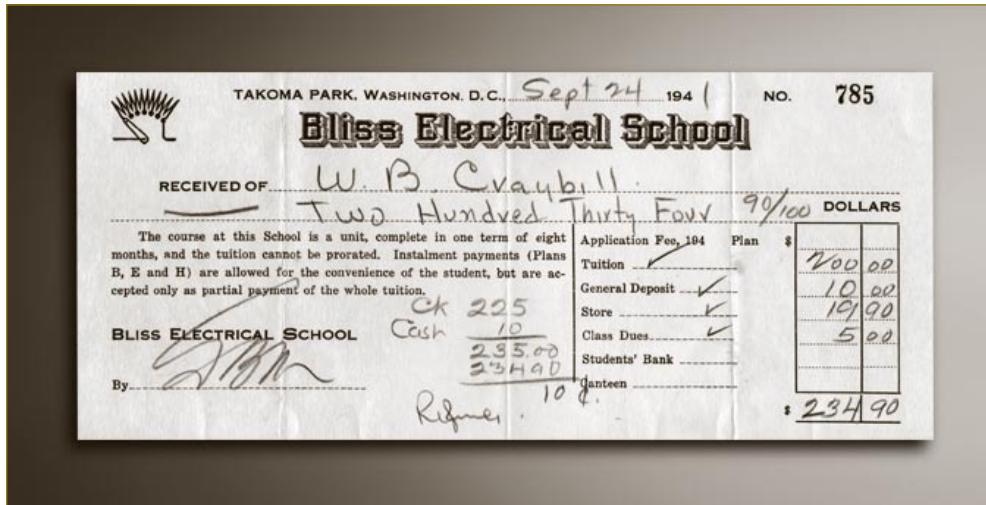 TAKOMA PARK, WASHINGTON, D. C., Sept 24 1941 NO. 785
Bliss Electrical School
RECEIVED OF W. B. Craybill
Two Hundred Thirty Four 90/100 DOLLARS
The course at this School is a unit, complete in one term of eight
months, and the tuition cannot be prorated. Instalment payments (Plans
B, E and H) are allowed for the convenience of the student, but are ac-
cepted only as partial payment of the whole tuition.
BLISS ELECTRICAL SCHOOL
By
Ck 225
Cash 10
235.00
234 90
10 ¢.
Application Fee, 194 Plan $
Tuition ✓ 200 00
General Deposit ✓ 10 00
Store ✓ 19 90
Class Dues ✓ 5 00
Students' Bank
Canteen
$ 234 90